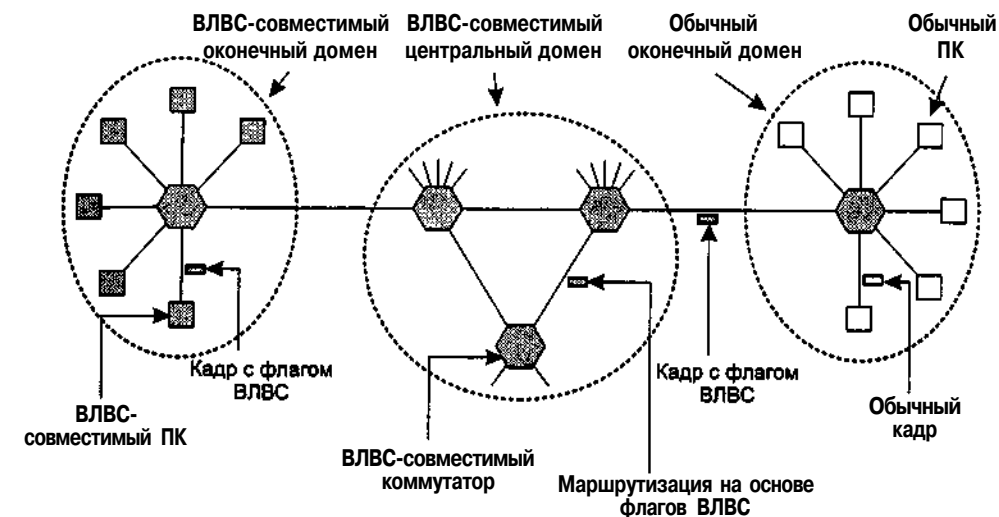 ВЛВС-совместимый
оконечный домен
ВЛВС-совместимый
центральный домен
Обычный
оконечный домен
Обычный
ПК
Кадр с флагом
ВЛВС
ВЛВС-
совместимый ПК
ВЛВС-совместимый
коммутатор
Маршрутизация на основе
флагов ВЛВС
Кадр с флагом
ВЛВС
Обычный
кадр